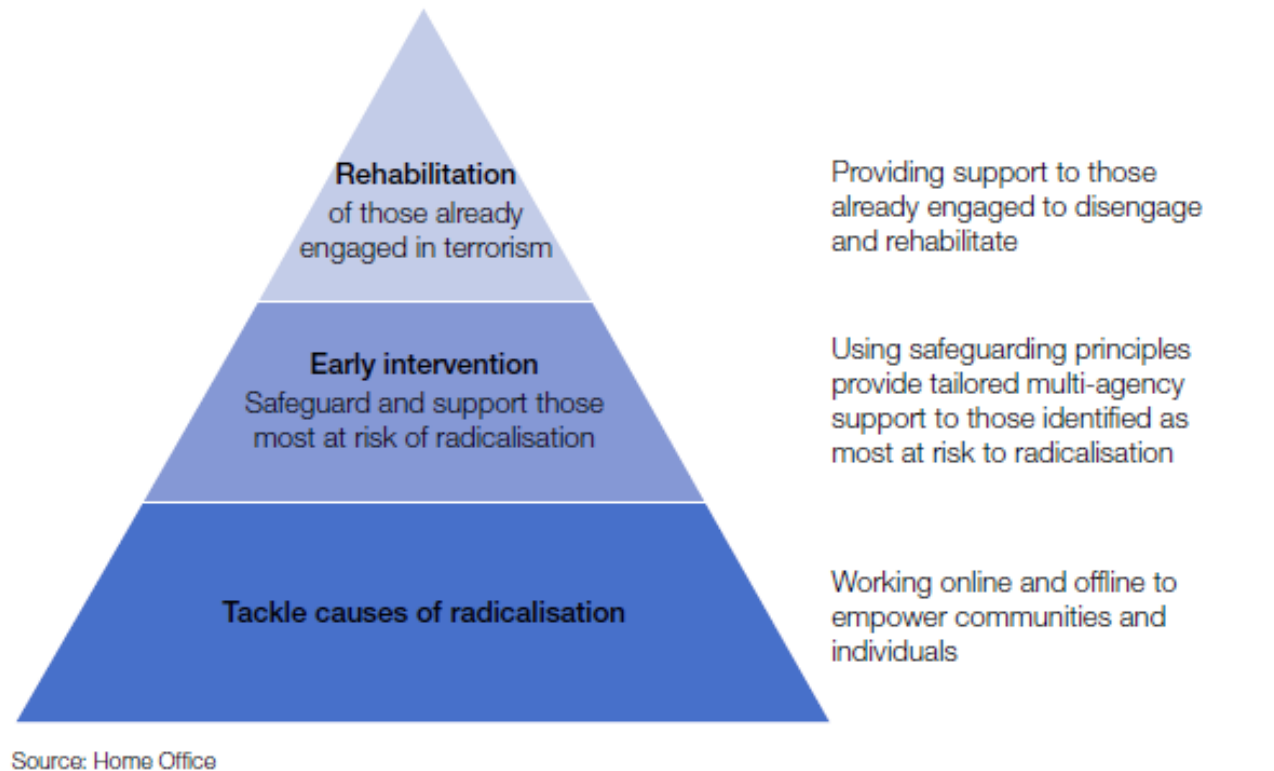 Rehabilitation
of those already
engaged in terrorism
Providing support to those
already engaged to disengage
and rehabilitate
Early intervention
Safeguard and support those
most at risk of radicalisation
Using safeguarding principles
provide tailored multi-agency
support to those identified as
most at risk to radicalisation
Tackle causes of radicalisation
Working online and offline to
empower communities and
individuals
Source: Home Office